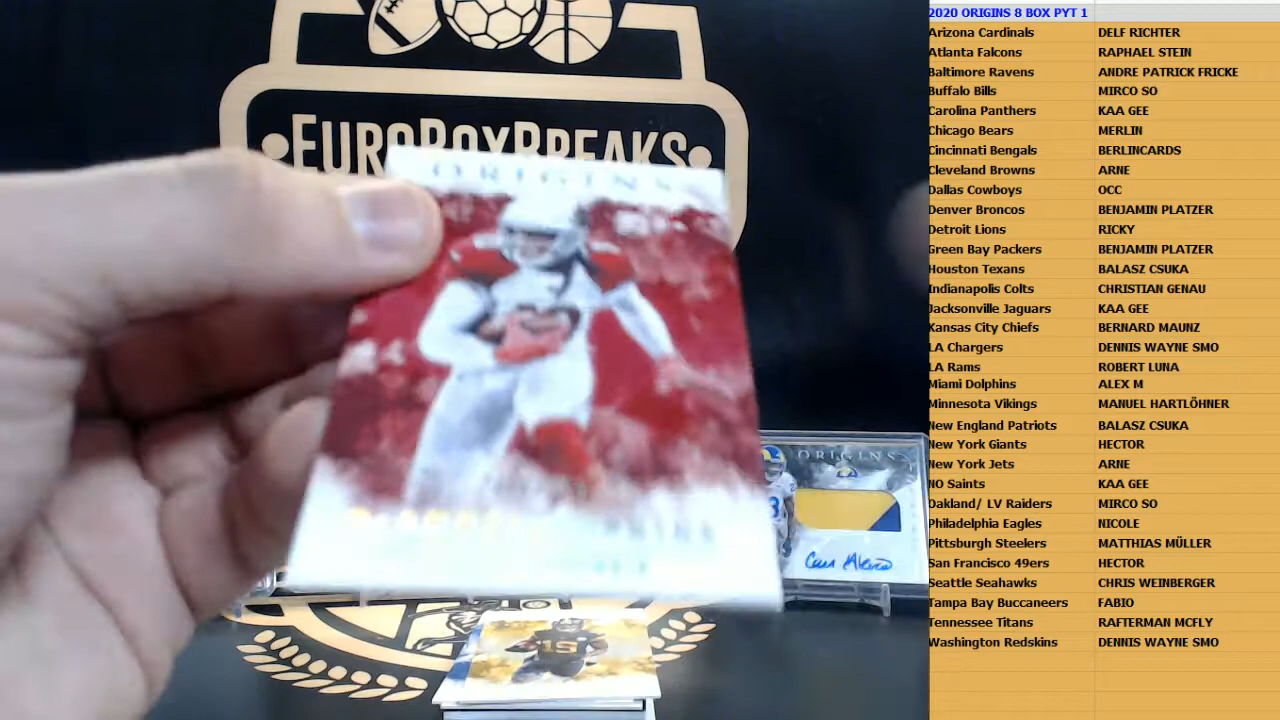 EUROBOXBREAKS
ORIGINS
ORIGINS
15
2020 ORIGINS 8 BOX PYT 1
Arizona Cardinals DELF RICHTER
Atlanta Falcons RAPHAEL STEIN
Baltimore Ravens ANDRE PATRICK FRICKE
Buffalo Bills MIRCO SO
Carolina Panthers KAA GEE
Chicago Bears MERLIN
Cincinnati Bengals BERLINCARDS
Cleveland Browns ARNE
Dallas Cowboys OCC
Denver Broncos BENJAMIN PLATZER
Detroit Lions RICKY
Green Bay Packers BENJAMIN PLATZER
Houston Texans BALASZ CSUKA
Indianapolis Colts CHRISTIAN GENAU
Jacksonville Jaguars KAA GEE
Kansas City Chiefs BERNARD MAUNZ
LA Chargers DENNIS WAYNE SMO
LA Rams ROBERT LUNA
Miami Dolphins ALEX M
Minnesota Vikings MANUEL HARTLÖHNER
New England Patriots BALASZ CSUKA
New York Giants HECTOR
New York Jets ARNE
NO Saints KAA GEE
Oakland/ LV Raiders MIRCO SO
Philadelphia Eagles NICOLE
Pittsburgh Steelers MATTHIAS MÜLLER
San Francisco 49ers HECTOR
Seattle Seahawks CHRIS WEINBERGER
Tampa Bay Buccaneers FABIO
Tennessee Titans RAFTERMAN MCFLY
Washington Redskins DENNIS WAYNE SMO